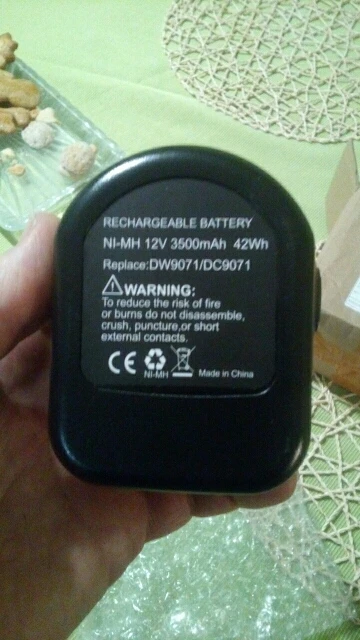 RECHARGEABLE BATTERY
NI-MH 12V 3500mAh 42Wh
Replace:DW9071/DC9071
WARNING:
To reduce the risk of fire
or burns do not disassemble,
crush, puncture,or short
external contacts.
CE NI-MH Made in China